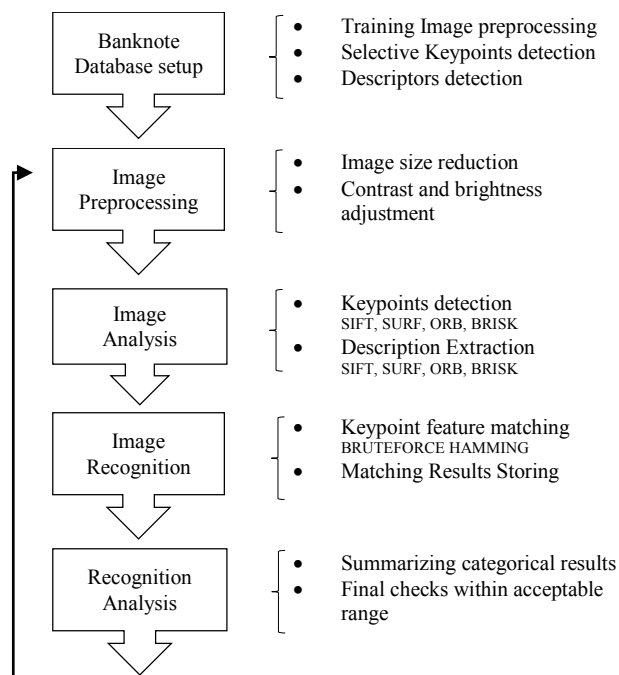 Banknote
Database setup
• Training Image preprocessing
• Selective Keypoints detection
• Descriptors detection
Image
Preprocessing
• Image size reduction
• Contrast and brightness
adjustment
Image
Analysis
• Keypoints detection
SIFT, SURF, ORB, BRISK
• Description Extraction
SIFT, SURF, ORB, BRISK
Image
Recognition
• Keypoint feature matching
BRUTEFORCE HAMMING
• Matching Results Storing
Recognition
Analysis
• Summarizing categorical results
• Final checks within acceptable
range